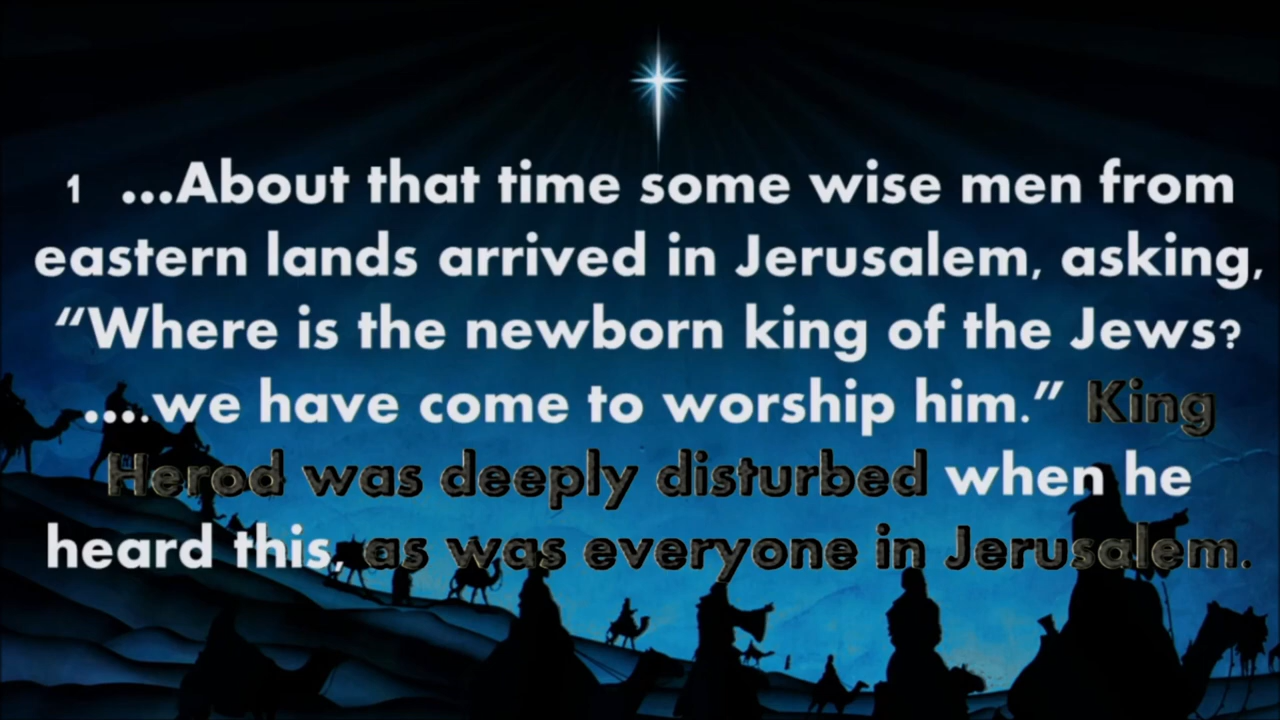 1 ...About that time some wise men from
eastern lands arrived in Jerusalem, asking,
“Where is the newborn king of the Jews?
....we have come to worship him.” King
Herod was deeply disturbed when he
heard this, as was everyone in Jerusalem.